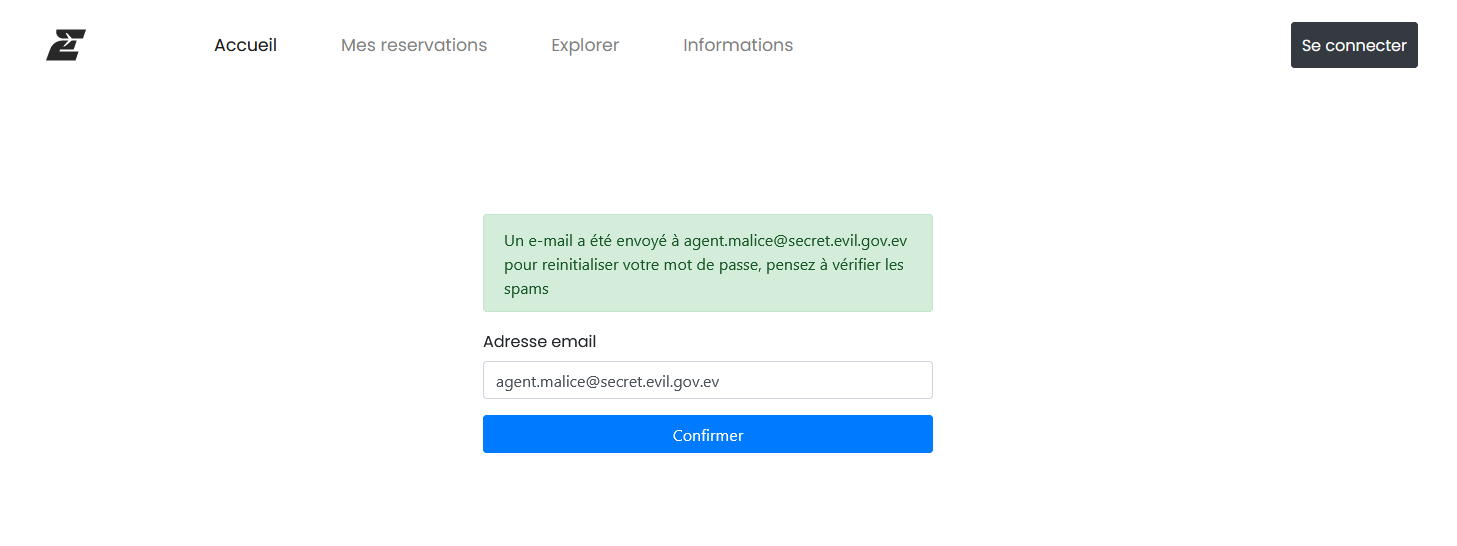 Accueil Mes reservations Explorer Informations Se connecter
Un e-mail a été envoyé à agent.malice@secret.evil.gov.ev
pour reinitialiser votre mot de passe, pensez à vérifier les
spams
Adresse email
agent.malice@secret.evil.gov.ev
Confirmer